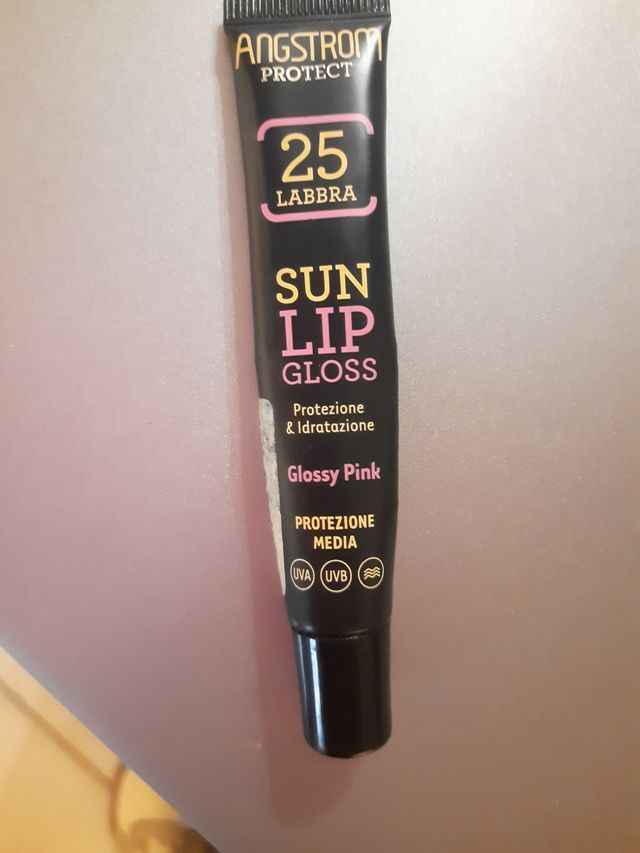 ANGSTROM
PROTECT
25
LABBRA
SUN
LIP
GLOSS
Protezione
& Idratazione
Glossy Pink
PROTEZIONE
MEDIA
UVA UVB